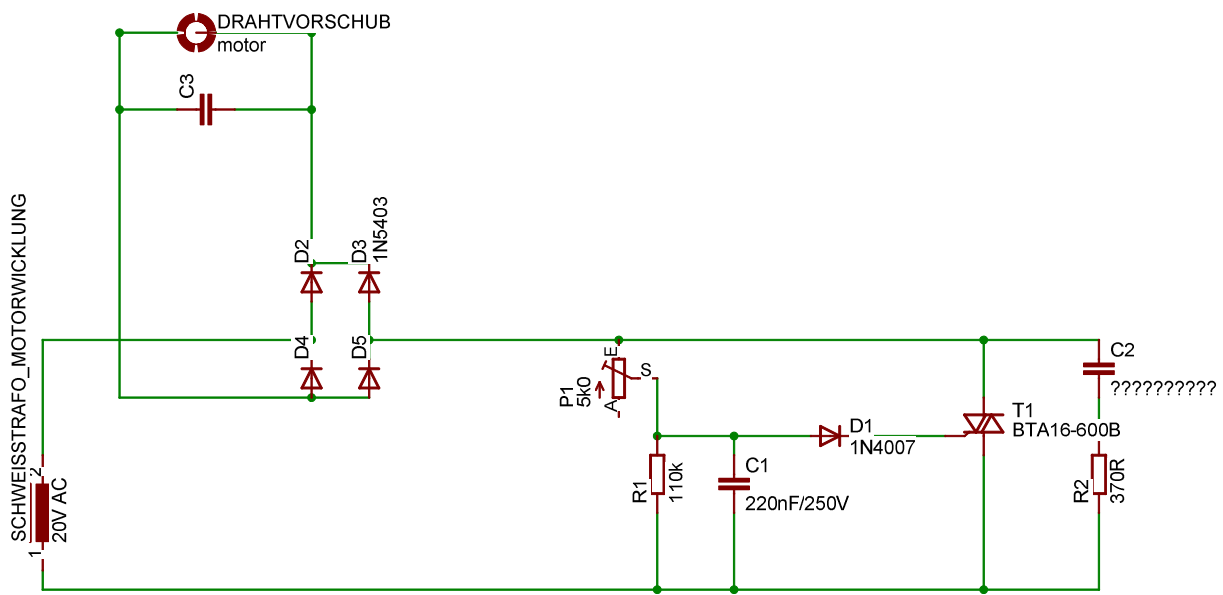 DRAHTVORSCHUB
motor
C3
D2
D3
1N5403
SCHWEISSTRAFO_MOTORWICKLUNG
20V AC
2
1
D4
D5
P1
5k0
E
S
A
R1
110k
C1
220nF/250V
D1
1N4007
T1
BTA16-600B
C2
??????????
R2
370R